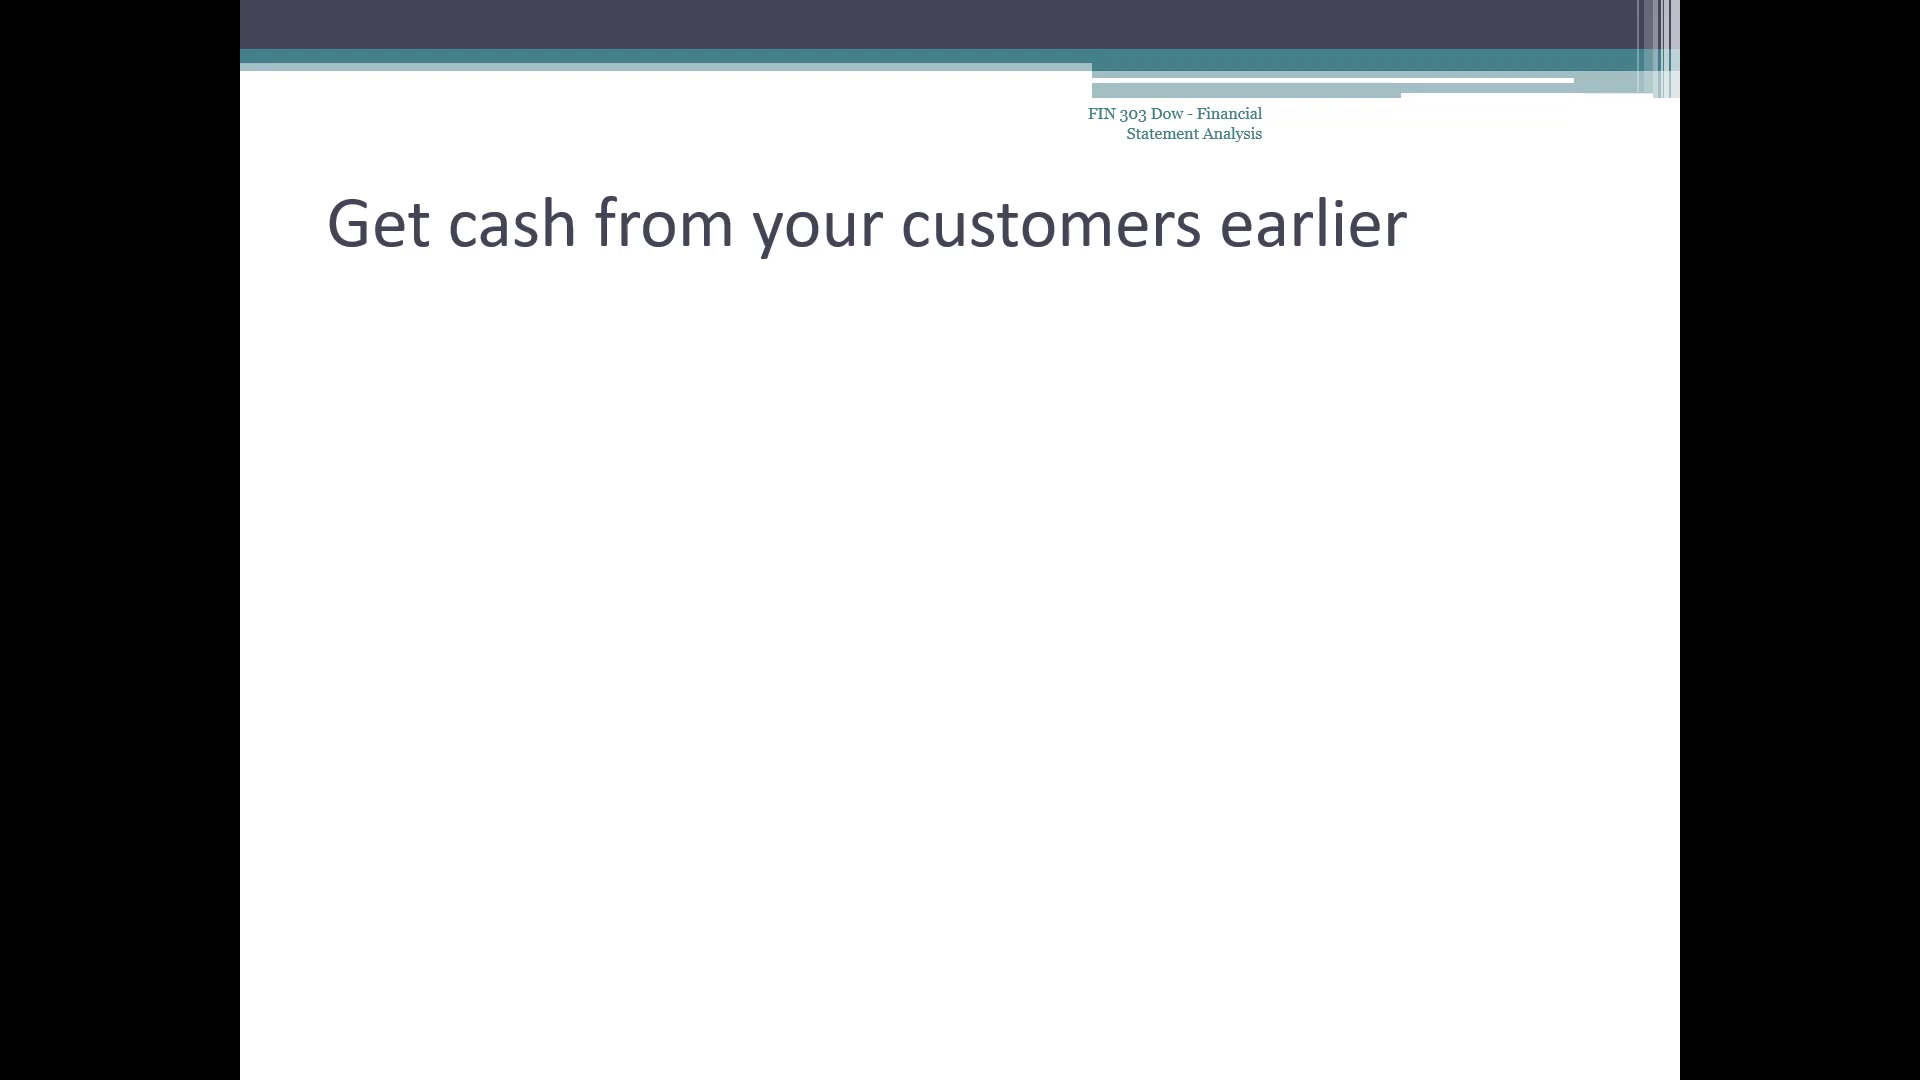 FIN 303 Dow - Financial
Statement Analysis
Get cash from your customers earlier